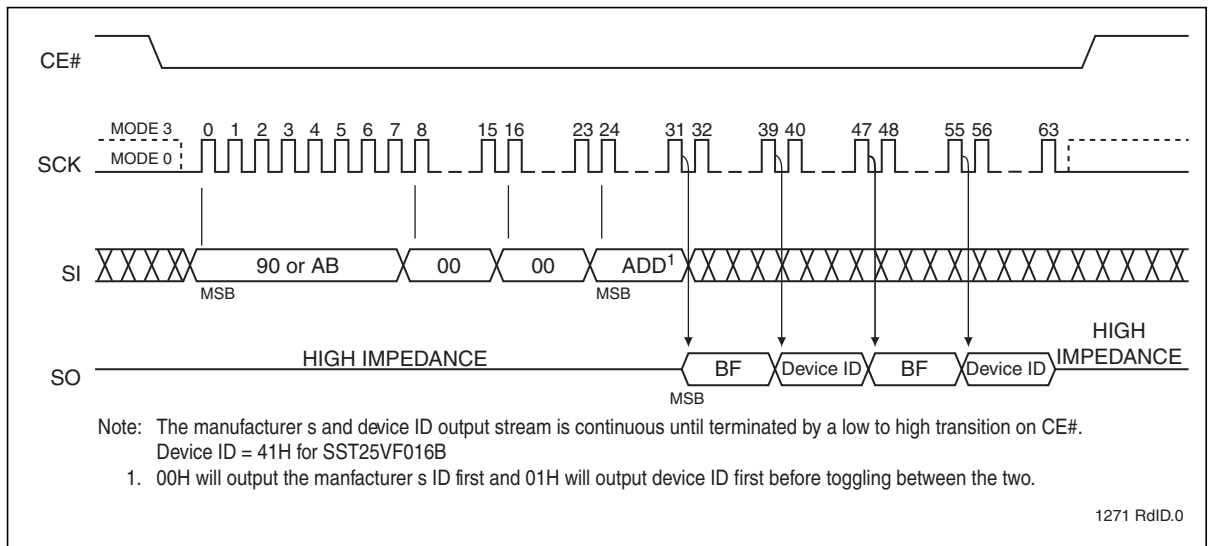 CE#
MODE 3 0 1 2 3 4 5 6 7 8 15 16 23 24 31 32 39 40 47 48 55 56 63
SCK MODE 0
SI 90 or AB 00 00 ADD1
MSB MSB
HIGH
SO HIGH IMPEDANCE BF Device ID BF Device ID IMPEDANCE
MSB
Note: The manufacturer s and device ID output stream is continuous until terminated by a low to high transition on CE#.
Device ID = 41H for SST25VF016B
1. 00H will output the manfacturer s ID first and 01H will output device ID first before toggling between the two.
1271 RdID.0